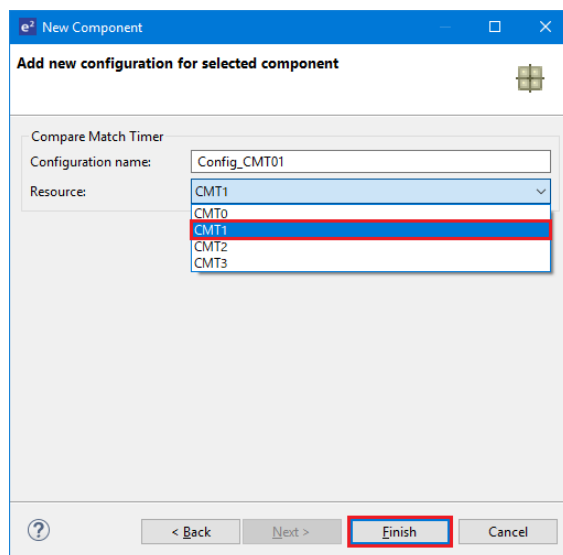 e² New Component
Add new configuration for selected component
Compare Match Timer
Configuration name: Config_CMT01
Resource: CMT1
CMT0
CMT1
CMT2
CMT3
? < Back Next > Finish Cancel